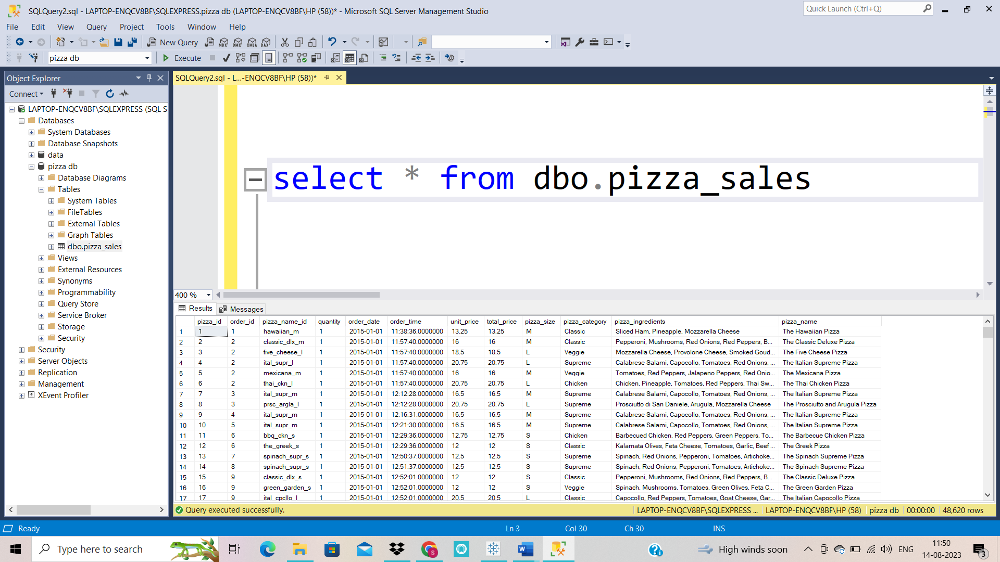 SQLQuery2.sql - LAPTOP-ENQCV8BF\SQLEXPRESS.pizza db (LAPTOP-ENQCV8BF\HP (58))* - Microsoft SQL Server Management Studio
Quick Launch (Ctrl+Q)
File Edit View Query Project Tools Window Help
New Query MDX DMX XMLA DAX
pizza db Execute
Object Explorer
SQLQuery2.sql - L...-ENQCV8BF\HP (58))*
Connect
LAPTOP-ENQCV8BF\SQLEXPRESS (SQL S
Databases
System Databases
Database Snapshots
data
pizza db
Database Diagrams
Tables
System Tables
FileTables
External Tables
Graph Tables
dbo.pizza_sales
Views
External Resources
Synonyms
Programmability
Query Store
Service Broker
Storage
Security
Security
Server Objects
Replication
Management
XEvent Profiler
select * from dbo.pizza_sales
400 %
Results Messages
pizza_id order_id pizza_name_id quantity order_date order_time unit_price total_price pizza_size pizza_category pizza_ingredients pizza_name
1 1 1 hawaiian_m 1 2015-01-01 11:38:36.0000000 13.25 13.25 M Classic Sliced Ham, Pineapple, Mozzarella Cheese The Hawaiian Pizza
2 2 2 classic_dlx_m 1 2015-01-01 11:57:40.0000000 16 16 M Classic Pepperoni, Mushrooms, Red Onions, Red Peppers, B... The Classic Deluxe Pizza
3 3 2 five_cheese_l 1 2015-01-01 11:57:40.0000000 18.5 18.5 L Veggie Mozzarella Cheese, Provolone Cheese, Smoked Goud... The Five Cheese Pizza
4 4 2 ital_supr_l 1 2015-01-01 11:57:40.0000000 20.75 20.75 L Supreme Calabrese Salami, Capocollo, Tomatoes, Red Onions, ... The Italian Supreme Pizza
5 5 2 mexicana_m 1 2015-01-01 11:57:40.0000000 16 16 M Veggie Tomatoes, Red Peppers, Jalapeno Peppers, Red Onio... The Mexicana Pizza
6 6 2 thai_ckn_l 1 2015-01-01 11:57:40.0000000 20.75 20.75 L Chicken Chicken, Pineapple, Tomatoes, Red Peppers, Thai Sw... The Thai Chicken Pizza
7 7 3 ital_supr_m 1 2015-01-01 12:12:28.0000000 16.5 16.5 M Supreme Calabrese Salami, Capocollo, Tomatoes, Red Onions, ... The Italian Supreme Pizza
8 8 3 prsc_argla_l 1 2015-01-01 12:12:28.0000000 20.75 20.75 L Supreme Prosciutto di San Daniele, Arugula, Mozzarella Cheese The Prosciutto and Arugula Pizza
9 9 4 ital_supr_m 1 2015-01-01 12:16:31.0000000 16.5 16.5 M Supreme Calabrese Salami, Capocollo, Tomatoes, Red Onions, ... The Italian Supreme Pizza
10 10 5 ital_supr_m 1 2015-01-01 12:21:30.0000000 16.5 16.5 M Supreme Calabrese Salami, Capocollo, Tomatoes, Red Onions, ... The Italian Supreme Pizza
11 11 6 bbq_ckn_s 1 2015-01-01 12:29:36.0000000 12.75 12.75 S Chicken Barbecued Chicken, Red Peppers, Green Peppers, To... The Barbecue Chicken Pizza
12 12 6 the_greek_s 1 2015-01-01 12:29:36.0000000 12 12 S Classic Kalamata Olives, Feta Cheese, Tomatoes, Garlic, Beef ... The Greek Pizza
13 13 7 spinach_supr_s 1 2015-01-01 12:50:37.0000000 12.5 12.5 S Supreme Spinach, Red Onions, Pepperoni, Tomatoes, Artichoke... The Spinach Supreme Pizza
14 14 8 spinach_supr_s 1 2015-01-01 12:51:37.0000000 12.5 12.5 S Supreme Spinach, Red Onions, Pepperoni, Tomatoes, Artichoke... The Spinach Supreme Pizza
15 15 9 classic_dlx_s 1 2015-01-01 12:52:01.0000000 12 12 S Classic Pepperoni, Mushrooms, Red Onions, Red Peppers, B... The Classic Deluxe Pizza
16 16 9 green_garden_s 1 2015-01-01 12:52:01.0000000 12 12 S Veggie Spinach, Mushrooms, Tomatoes, Green Olives, Feta C... The Green Garden Pizza
17 17 9 ital_cpcllo_l 1 2015-01-01 12:52:01.0000000 20.5 20.5 L Classic Capocollo, Red Peppers, Tomatoes, Goat Cheese, Gar... The Italian Capocollo Pizza
Query executed successfully. LAPTOP-ENQCV8BF\SQLEXPRESS ... LAPTOP-ENQCV8BF\HP (58) pizza db 00:00:00 48,620 rows
Ready Ln 3 Col 30 Ch 30 INS
Type here to search High winds soon ENG 11:50
14-08-2023 3